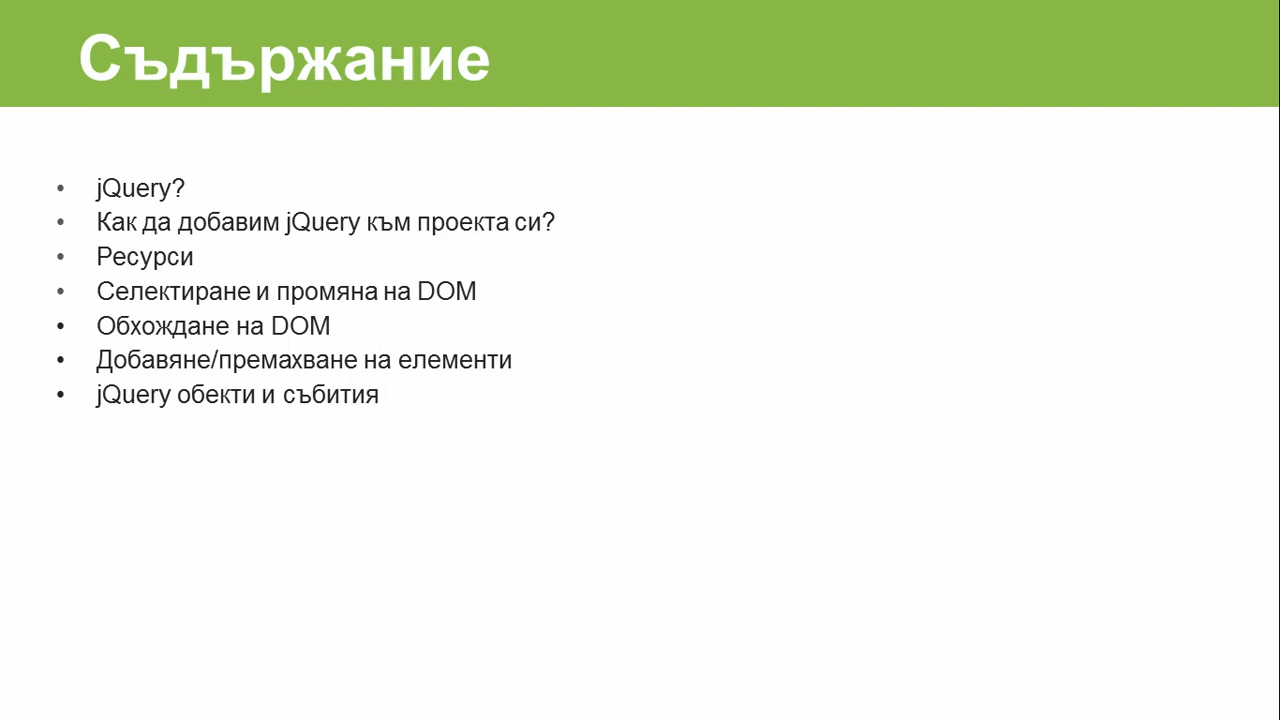 Съдържание
• jQuery?
• Как да добавим jQuery към проекта си?
• Ресурси
• Селектиране и промяна на DOM
• Обхождане на DOM
• Добавяне/премахване на елементи
• jQuery обекти и събития